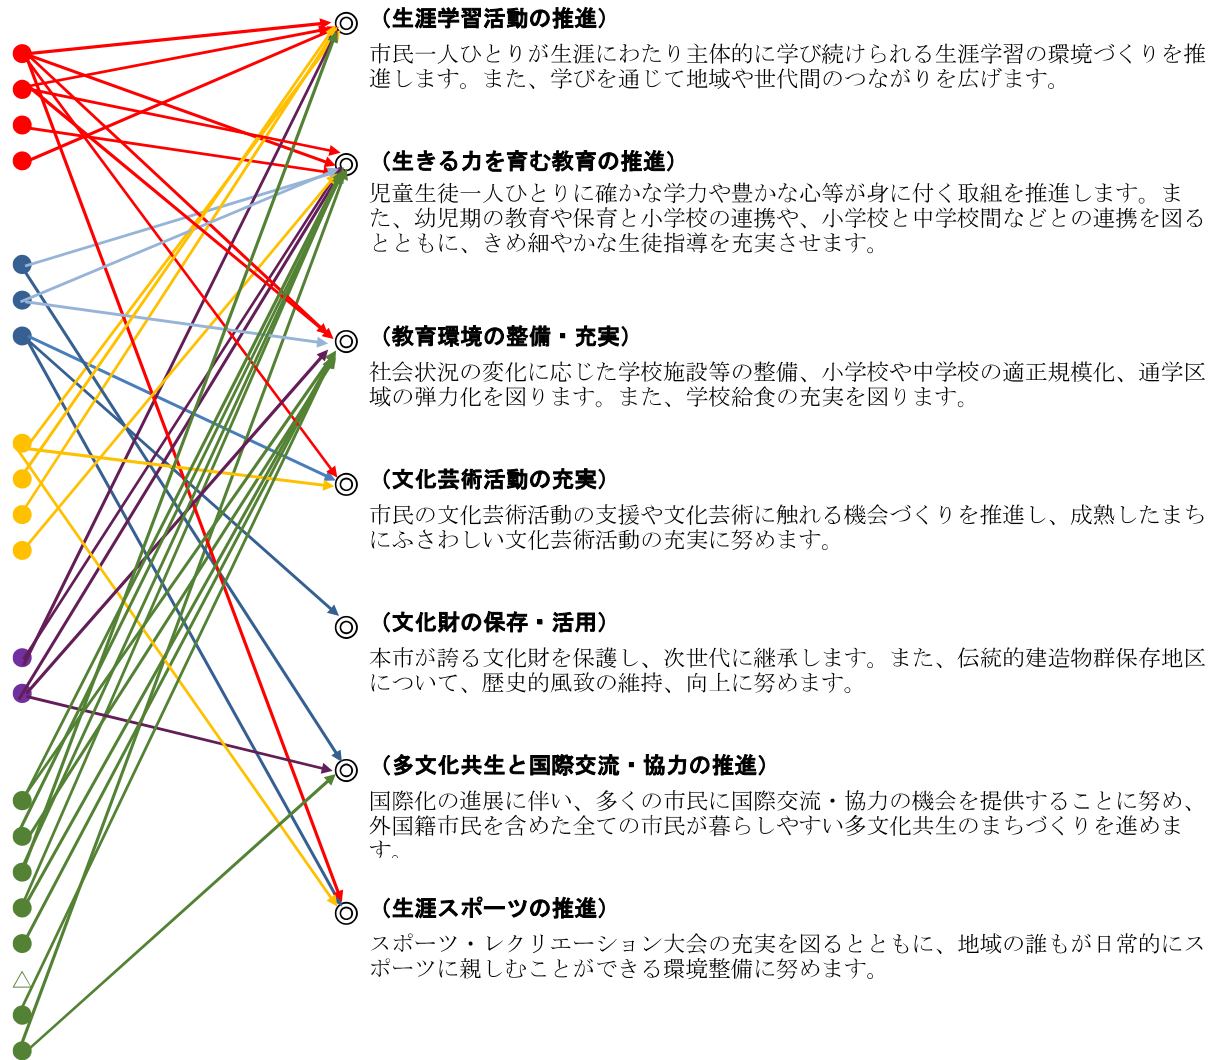 （生涯学習活動の推進）
市民一人ひとりが生涯にわたり主体的に学び続けられる生涯学習の環境づくりを推
進します。また、学びを通じて地域や世代間のつながりを広げます。
（生きる力を育む教育の推進）
児童生徒一人ひとりに確かな学力や豊かな心等が身に付く取組を推進します。ま
た、幼児期の教育や保育と小学校の連携や、小学校と中学校間などとの連携を図る
とともに、きめ細やかな生徒指導を充実させます。
（教育環境の整備・充実）
社会状況の変化に応じた学校施設等の整備、小学校や中学校の適正規模化、通学区
域の弾力化を図ります。また、学校給食の充実を図ります。
（文化芸術活動の充実）
市民の文化芸術活動の支援や文化芸術に触れる機会づくりを推進し、成熟したまち
にふさわしい文化芸術活動の充実に努めます。
（文化財の保存・活用）
本市が誇る文化財を保護し、次世代に継承します。また、伝統的建造物群保存地区
について、歴史的風致の維持、向上に努めます。
（多文化共生と国際交流・協力の推進）
国際化の進展に伴い、多くの市民に国際交流・協力の機会を提供することに努め、
外国籍市民を含めた全ての市民が暮らしやすい多文化共生のまちづくりを進めま
す。
（生涯スポーツの推進）
スポーツ・レクリエーション大会の充実を図るとともに、地域の誰もが日常的にス
ポーツに親しむことができる環境整備に努めます。